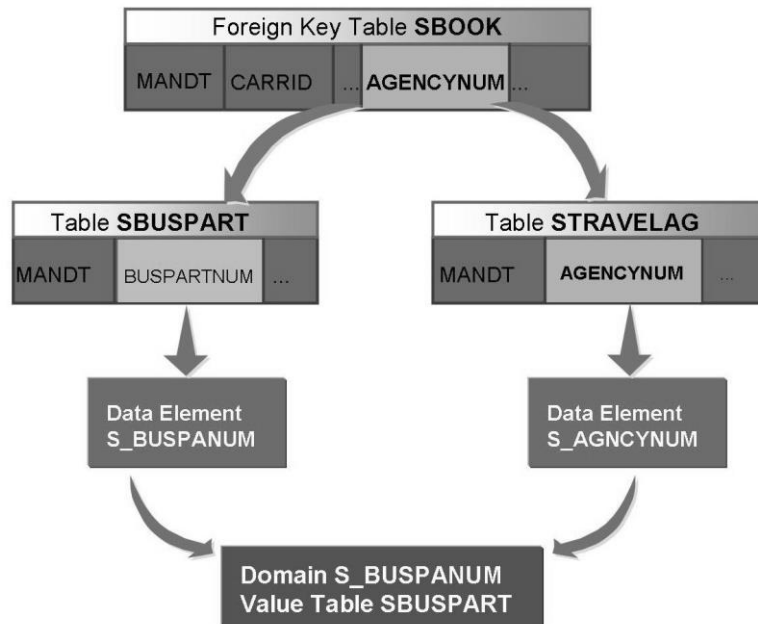 Foreign Key Table SBOOK
MANDT CARRID ... AGENCYNUM ...
Table SBUSPART
MANDT BUSPARTNUM ...
Table STRAVELAG
MANDT AGENCYNUM ...
Data Element
S_BUSPANUM
Data Element
S_AGNCYNUM
Domain S_BUSPANUM
Value Table SBUSPART